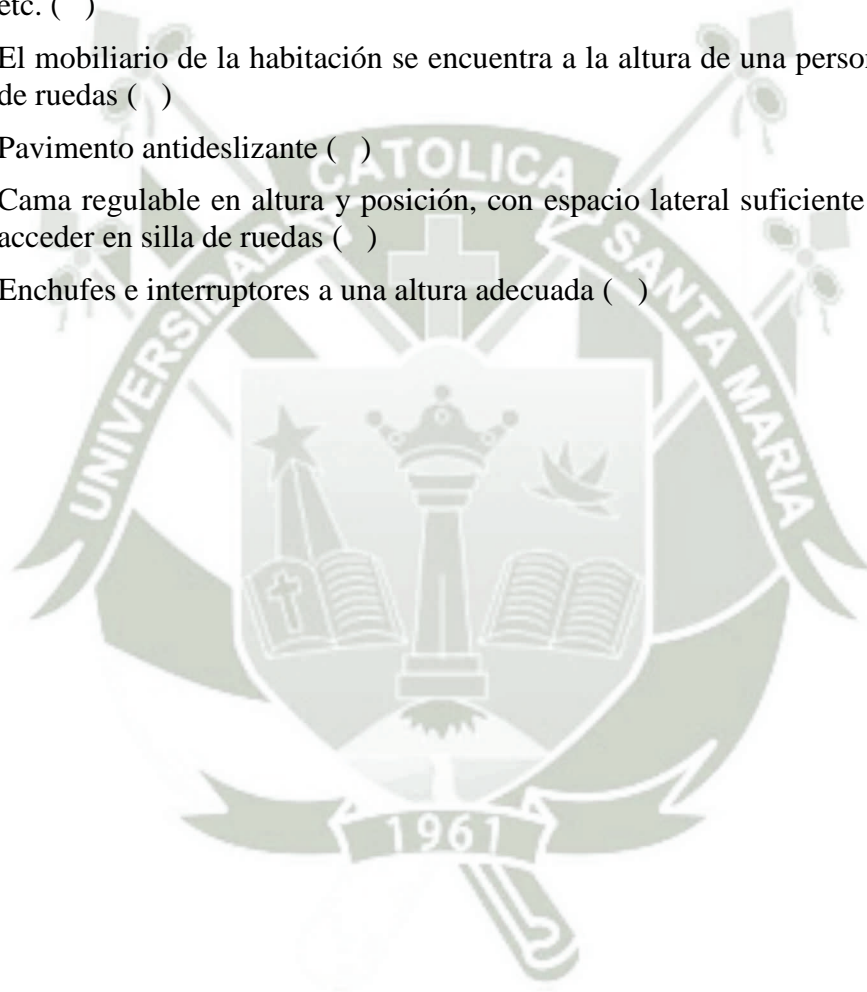 etc. (   )
El mobiliario de la habitación se encuentra a la altura de una
de ruedas (   )
Pavimento antideslizante (   )
Cama regulable en altura y posición, con espacio lateral suficiente
acceder en silla de ruedas (   )
Enchufes e interruptores a una altura adecuada (   )
UNIVERSIDAD CATOLICA SANTA MARIA
1961